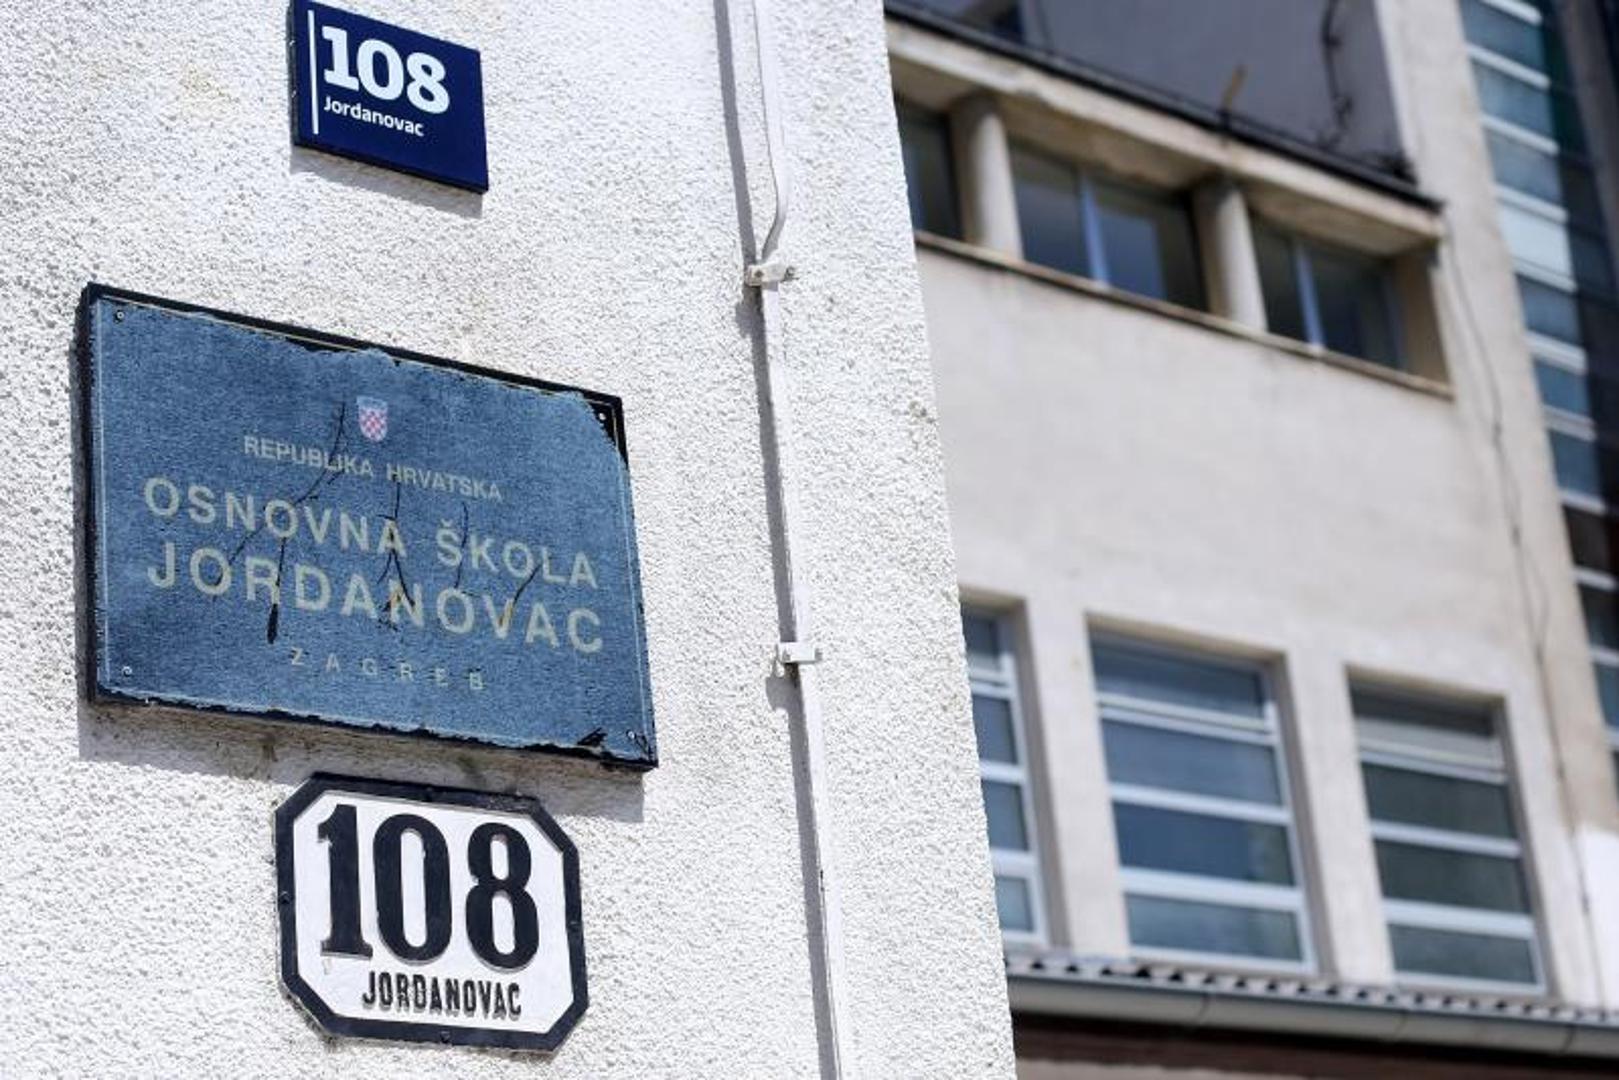 108
Jordanovac
REPUBLIKA HRVATSKA
OSNOVNA ŠKOLA
JORDANOVAC
ZAGREB
108
JORDANOVAC